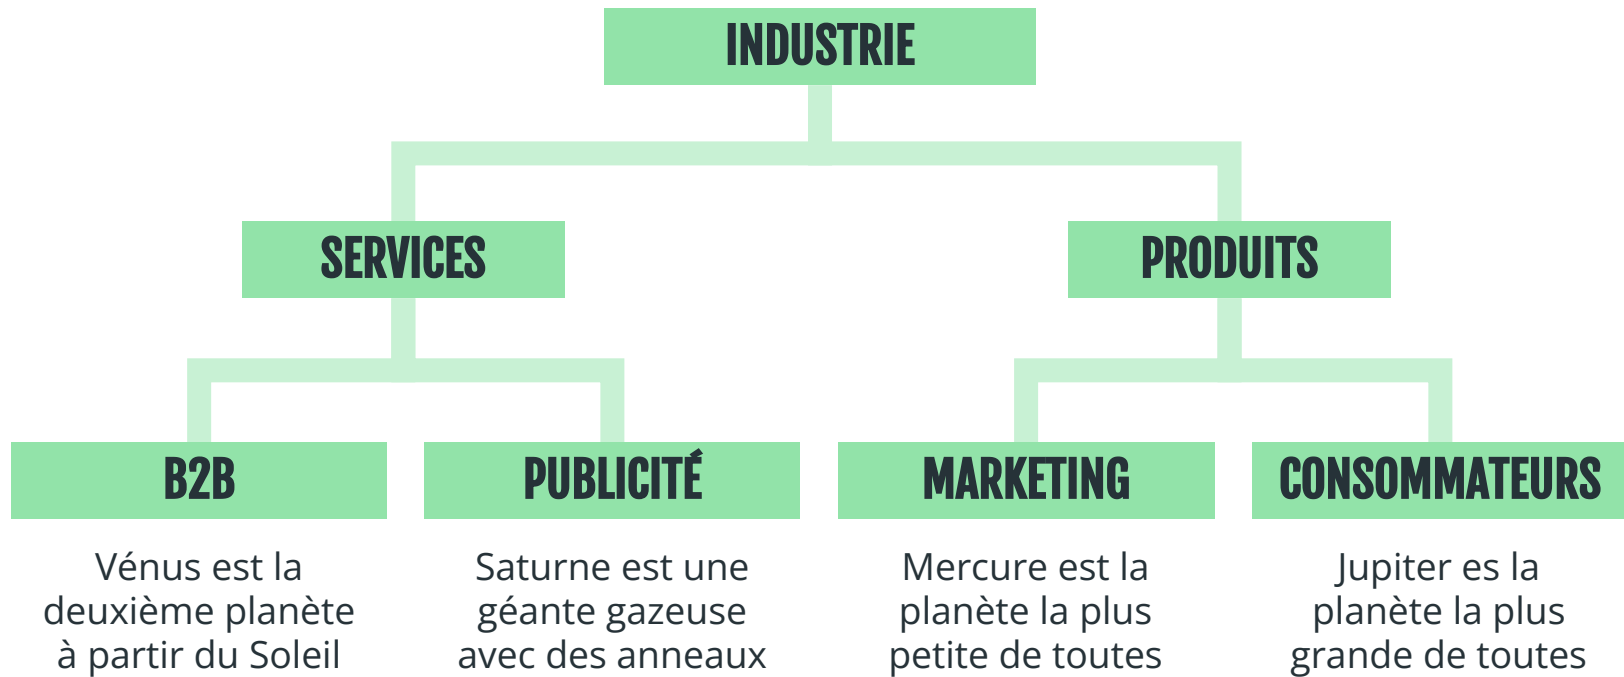 INDUSTRIE
SERVICES
PRODUITS
B2B
PUBLICITÉ
MARKETING
CONSOMMATEURS
Vénus est la
deuxième planète
à partir du Soleil
Saturne est une
géante gazeuse
avec des anneaux
Mercure est la
planète la plus
petite de toutes
Jupiter es la
planète la plus
grande de toutes